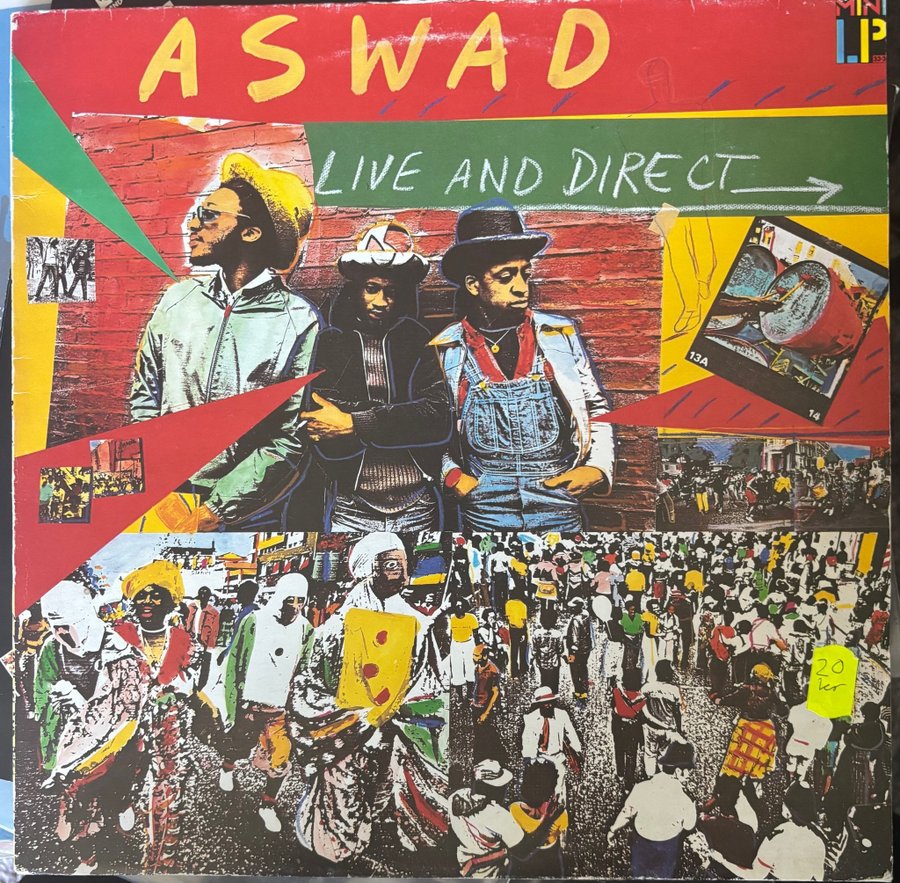 ASWAD
MINI
LP
LIVE AND DIRECT
13A
14
20
kr